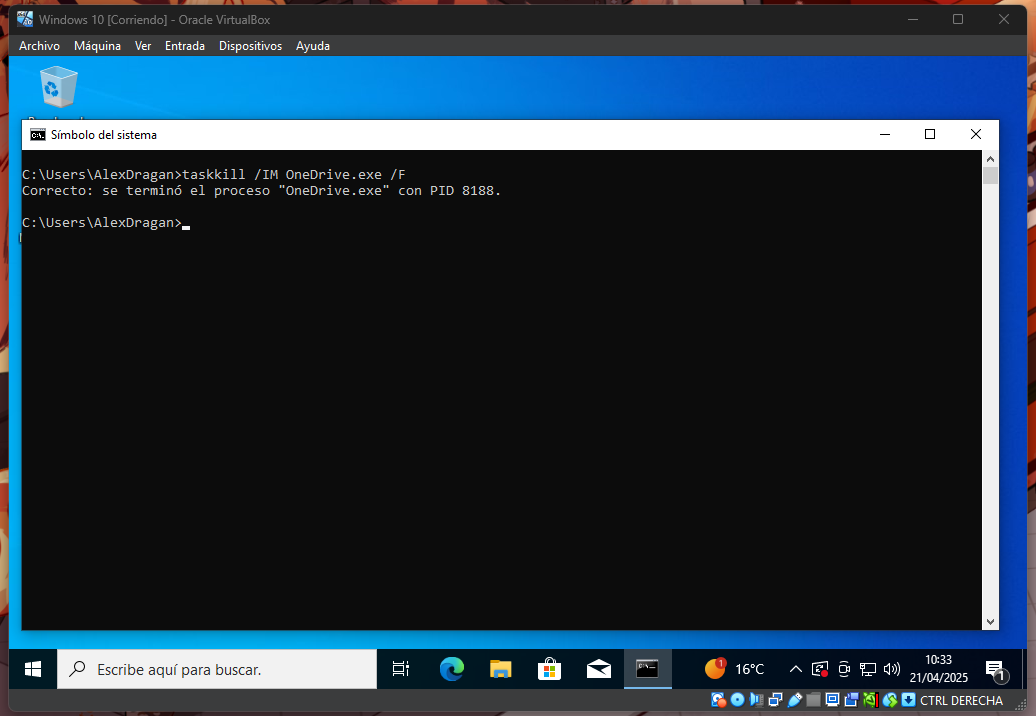 Windows 10 [Corriendo] - Oracle VirtualBox
Archivo Máquina Ver Entrada Dispositivos Ayuda
Símbolo del sistema
C:\Users\AlexDragan>taskkill /IM OneDrive.exe /F
Correcto: se terminó el proceso "OneDrive.exe" con PID 8188.
C:\Users\AlexDragan>
Escribe aquí para buscar.
1
16°C
10:33
21/04/2025
1
CTRL DERECHA